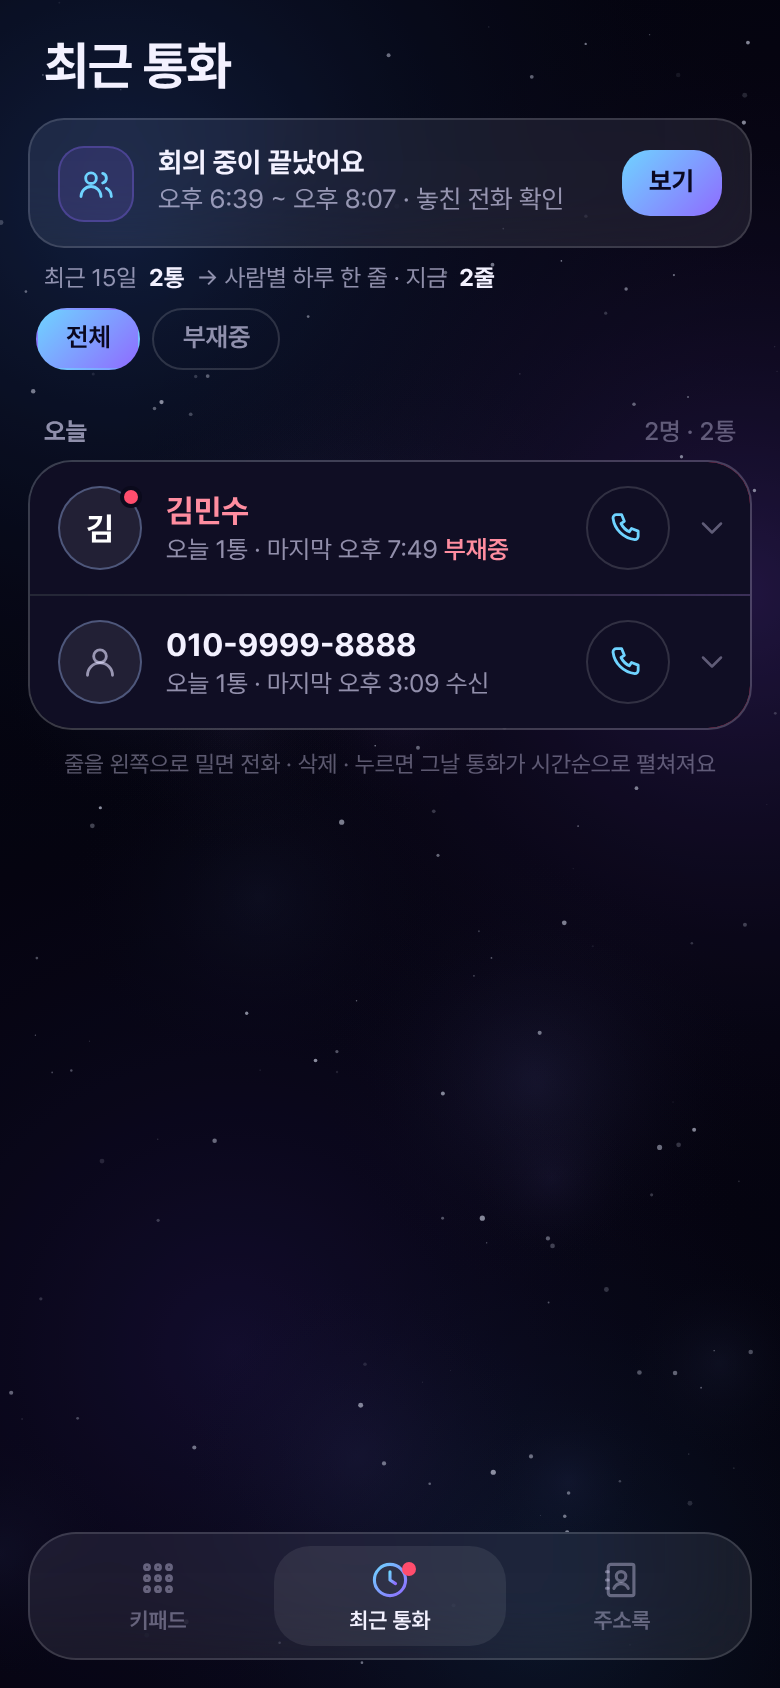 최근 통화
회의 중이 끝났어요
오후 6:39 ~ 오후 8:07 · 놓친 전화 확인
보기
최근 15일 2통 → 사람별 하루 한 줄 · 지금 2줄
전체
부재중
오늘
2명 · 2통
김
김민수
오늘 1통 · 마지막 오후 7:49 부재중
010-9999-8888
오늘 1통 · 마지막 오후 3:09 수신
줄을 왼쪽으로 밀면 전화 · 삭제 · 누르면 그날 통화가 시간순으로 펼쳐져요
키패드
최근 통화
주소록